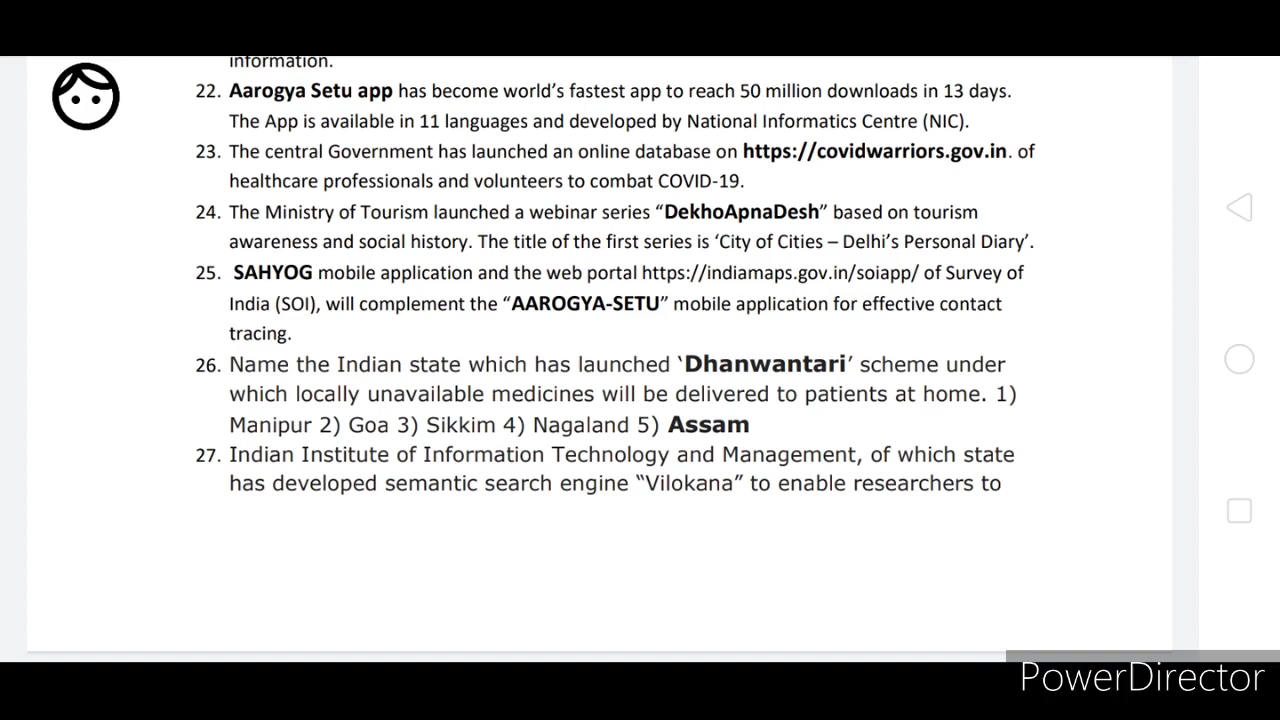 information.
22. Aarogya Setu app has become world's fastest app to reach 50 million downloads in 13 days.
The App is available in 11 languages and developed by National Informatics Centre (NIC).
23. The central Government has launched an online database on https://covidwarriors.gov.in. of
healthcare professionals and volunteers to combat COVID-19.
24. The Ministry of Tourism launched a webinar series “DekhoApnaDesh” based on tourism
awareness and social history. The title of the first series is ‘City of Cities – Delhi’s Personal Diary’.
25. SAHYOG mobile application and the web portal https://indiamaps.gov.in/soiapp/ of Survey of
India (SOI), will complement the “AAROGYA-SETU” mobile application for effective contact
tracing.
26. Name the Indian state which has launched ‘Dhanwantari’ scheme under
which locally unavailable medicines will be delivered to patients at home. 1)
Manipur 2) Goa 3) Sikkim 4) Nagaland 5) Assam
27. Indian Institute of Information Technology and Management, of which state
has developed semantic search engine “Vilokana” to enable researchers to
PowerDirector